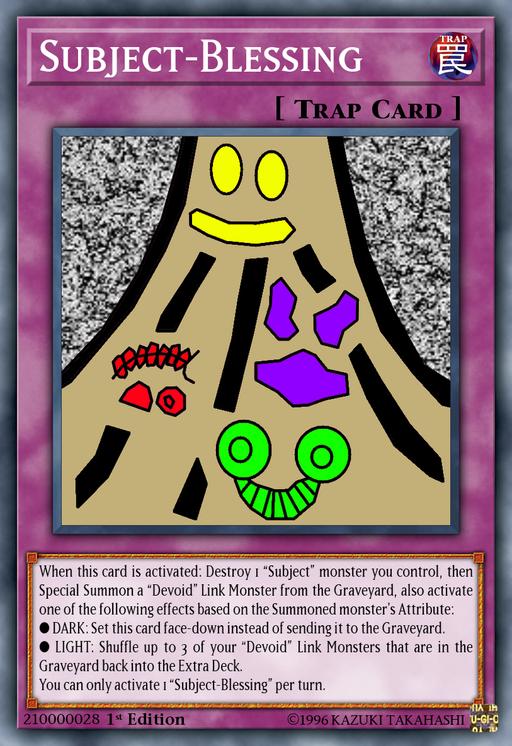 SUBJECT-BLESSING
TRAP
罠
[ TRAP CARD ]
When this card is activated: Destroy 1 “Subject” monster you control, then
Special Summon a “Devoid” Link Monster from the Graveyard, also activate
one of the following effects based on the Summoned monster’s Attribute:
● DARK: Set this card face-down instead of sending it to the Graveyard.
● LIGHT: Shuffle up to 3 of your “Devoid” Link Monsters that are in the
Graveyard back into the Extra Deck.
You can only activate 1 “Subject-Blessing” per turn.
210000028 1st Edition ©1996 KAZUKI TAKAHASHI